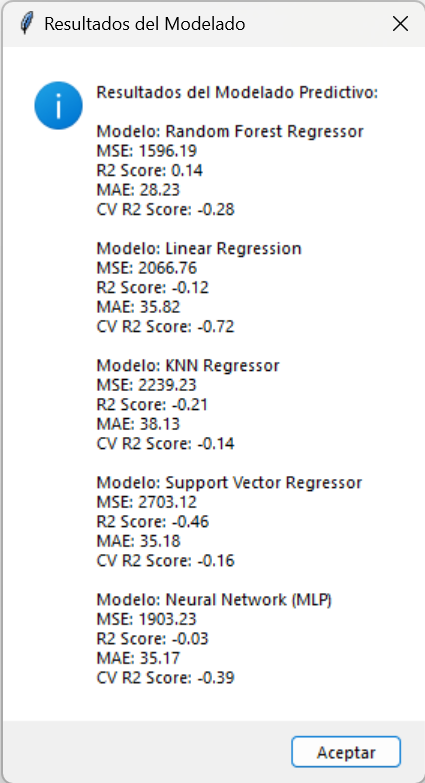 Resultados del Modelado
Resultados del Modelado Predictivo:
Modelo: Random Forest Regressor
MSE: 1596.19
R2 Score: 0.14
MAE: 28.23
CV R2 Score: -0.28
Modelo: Linear Regression
MSE: 2066.76
R2 Score: -0.12
MAE: 35.82
CV R2 Score: -0.72
Modelo: KNN Regressor
MSE: 2239.23
R2 Score: -0.21
MAE: 38.13
CV R2 Score: -0.14
Modelo: Support Vector Regressor
MSE: 2703.12
R2 Score: -0.46
MAE: 35.18
CV R2 Score: -0.16
Modelo: Neural Network (MLP)
MSE: 1903.23
R2 Score: -0.03
MAE: 35.17
CV R2 Score: -0.39
Aceptar